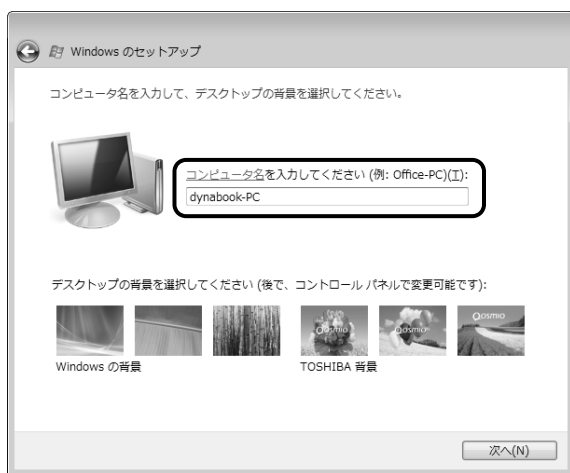 Windows のセットアップ
コンピュータ名を入力して、デスクトップの背景を選択してください。
コンピュータ名を入力してください (例: Office-PC)(T):
dynabook-PC
デスクトップの背景を選択してください (後で、コントロール パネルで変更可能です):
Qosmio Qosmio Qosmio
Windows の背景 TOSHIBA 背景
次へ(N)